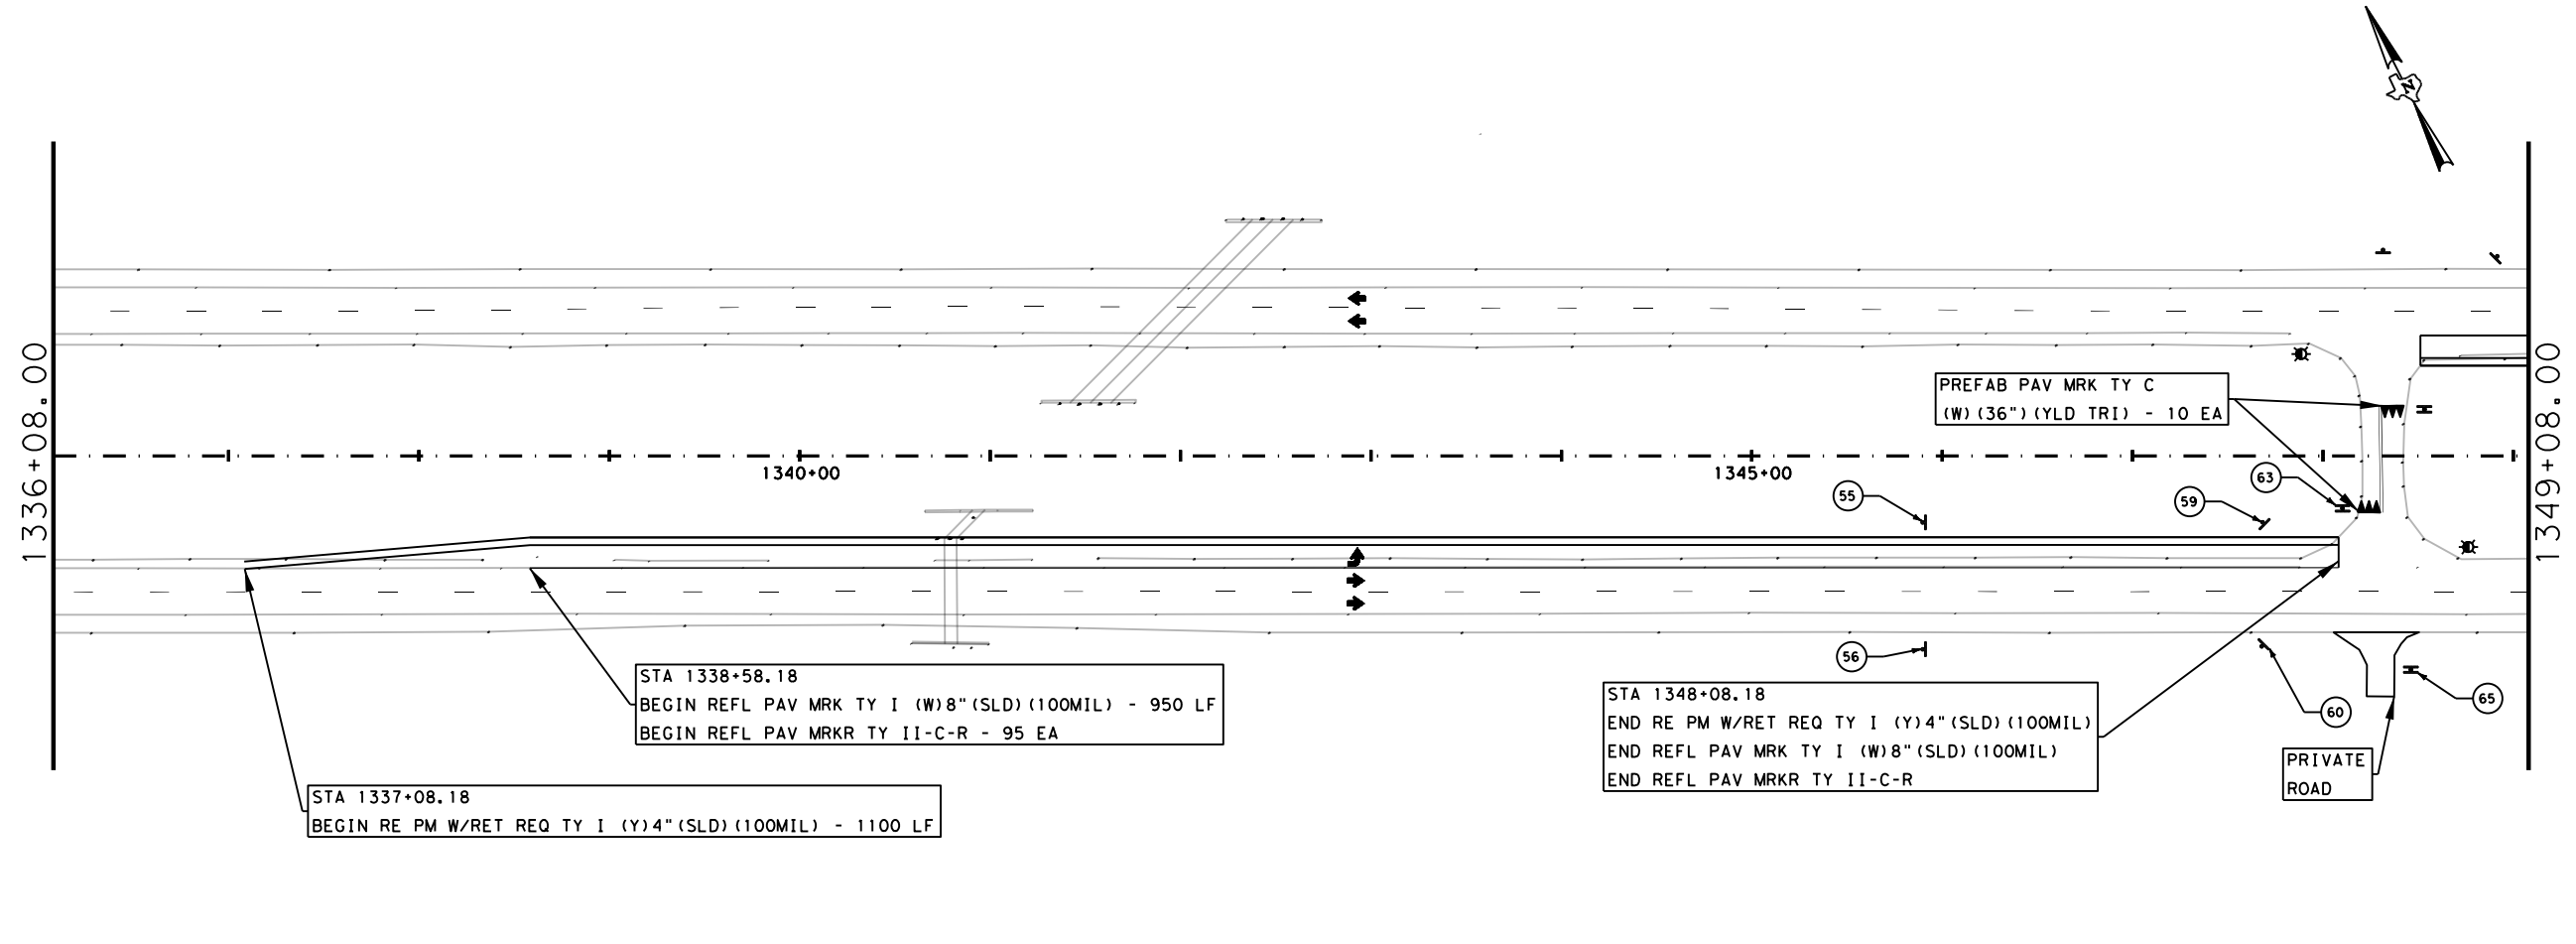 N
PREFAB PAV MRK TY C
(W)(36")(YLD TRI) - 10 EA
1336+08.00
1349+08.00
1340+00
1345+00
63
55
59
56
STA 1338+58.18
BEGIN REFL PAV MRK TY I (W)8"(SLD)(100MIL) - 950 LF
BEGIN REFL PAV MRKR TY II-C-R - 95 EA
STA 1348+08.18
END RE PM W/RET REQ TY I (Y)4"(SLD)(100MIL)
END REFL PAV MRK TY I (W)8"(SLD)(100MIL)
END REFL PAV MRKR TY II-C-R
60
65
PRIVATE
ROAD
STA 1337+08.18
BEGIN RE PM W/RET REQ TY I (Y)4"(SLD)(100MIL) - 1100 LF